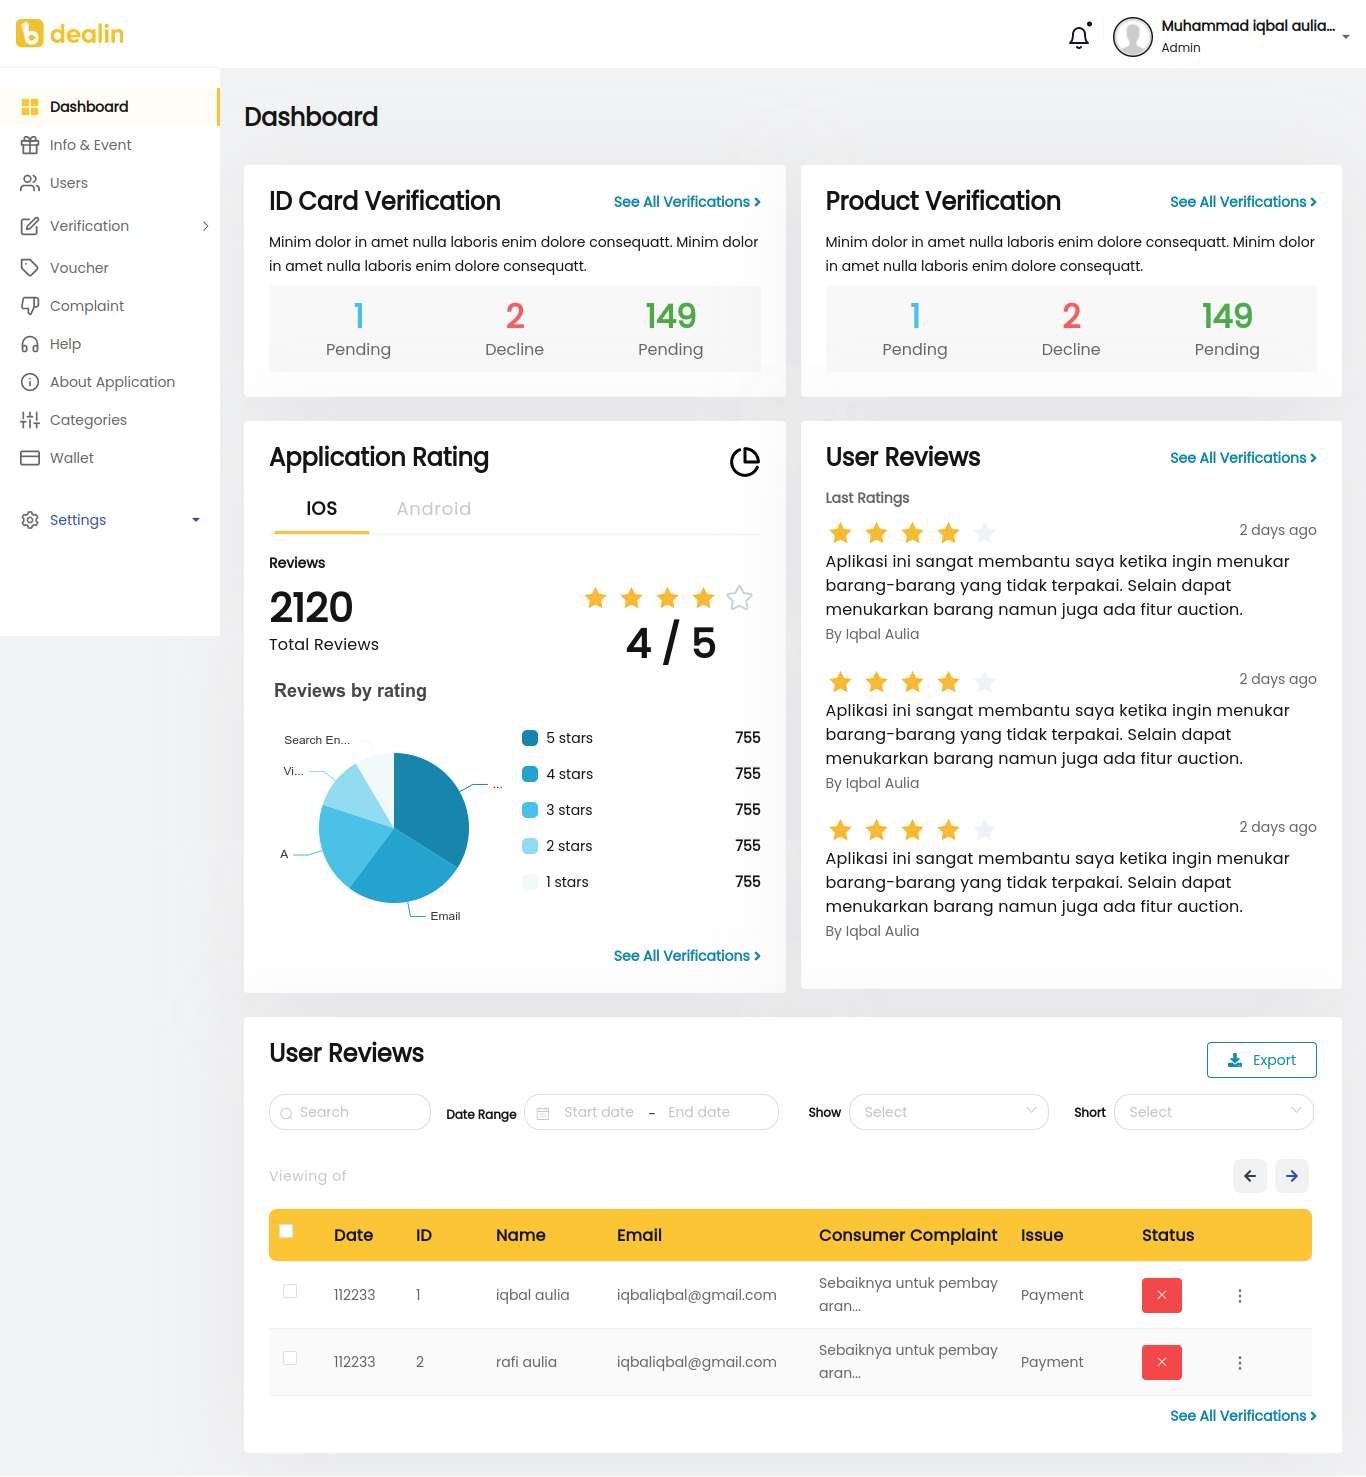 dealin
Muhammad iqbal aulia...
Admin
Dashboard
Info & Event
Users
Verification
Voucher
Complaint
Help
About Application
Categories
Wallet
Settings
Dashboard
ID Card Verification
See All Verifications
Minim dolor in amet nulla laboris enim dolore consequatt. Minim dolor
in amet nulla laboris enim dolore consequatt.
1 2 149
Pending Decline Pending
Product Verification
See All Verifications
Minim dolor in amet nulla laboris enim dolore consequatt. Minim dolor
in amet nulla laboris enim dolore consequatt.
1 2 149
Pending Decline Pending
Application Rating
IOS Android
Reviews
2120
Total Reviews
4 / 5
Reviews by rating
Search En...
Vi...
...
A
Email
5 stars 755
4 stars 755
3 stars 755
2 stars 755
1 stars 755
See All Verifications
User Reviews
See All Verifications
Last Ratings
2 days ago
Aplikasi ini sangat membantu saya ketika ingin menukar
barang-barang yang tidak terpakai. Selain dapat
menukarkan barang namun juga ada fitur auction.
By Iqbal Aulia
2 days ago
Aplikasi ini sangat membantu saya ketika ingin menukar
barang-barang yang tidak terpakai. Selain dapat
menukarkan barang namun juga ada fitur auction.
By Iqbal Aulia
2 days ago
Aplikasi ini sangat membantu saya ketika ingin menukar
barang-barang yang tidak terpakai. Selain dapat
menukarkan barang namun juga ada fitur auction.
By Iqbal Aulia
User Reviews
Export
Search Date Range Start date - End date Show Select Short Select
Viewing of
Date ID Name Email Consumer Complaint Issue Status
112233 1 iqbal aulia iqbaliqbal@gmail.com Sebaiknya untuk pembay Payment
aran...
112233 2 rafi aulia iqbaliqbal@gmail.com Sebaiknya untuk pembay Payment
aran...
See All Verifications